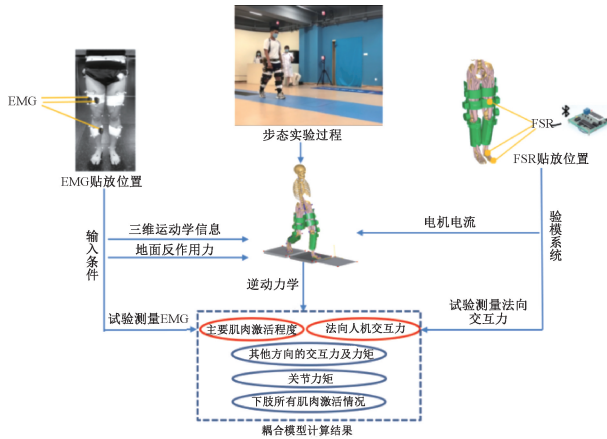 EMG
EMG贴放位置
步态实验过程
FSR
FSR贴放位置
输入条件
三维运动学信息
地面反作用力
电机电流
验模系统
逆动力学
试验测量EMG
试验测量法向
交互力
主要肌肉激活程度
法向人机交互力
其他方向的交互力及力矩
关节力矩
下肢所有肌肉激活情况
耦合模型计算结果